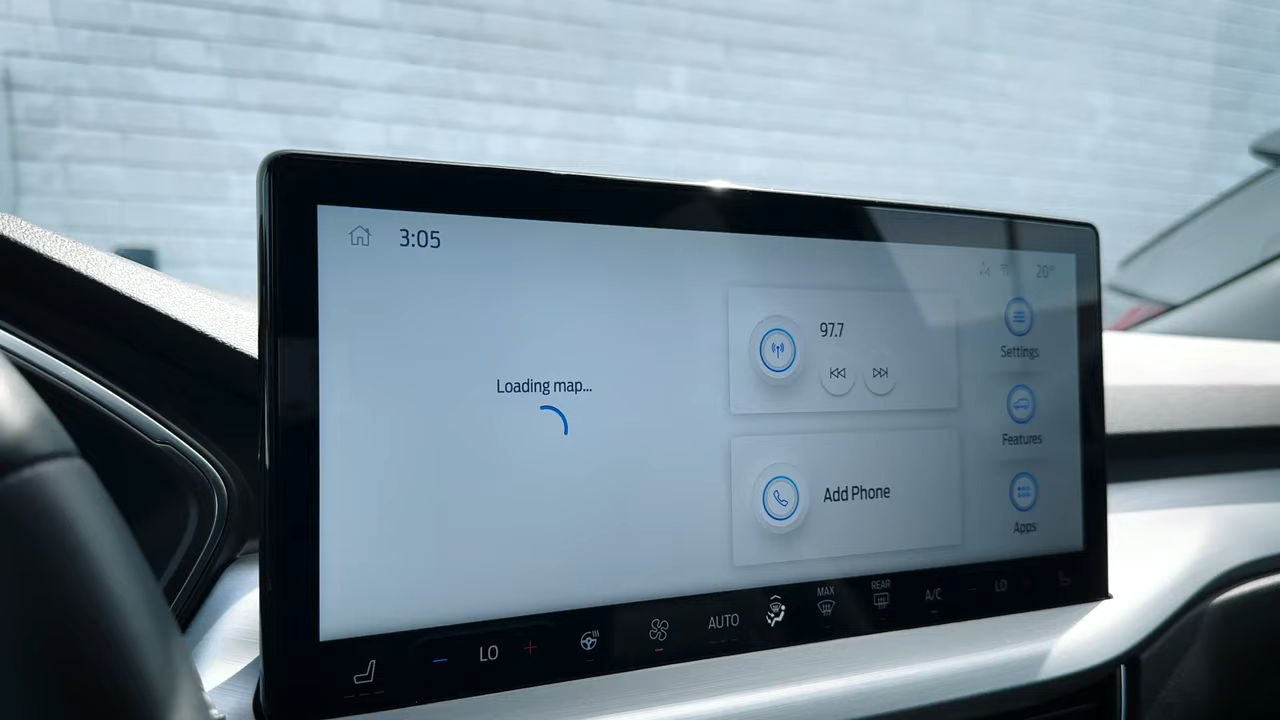 3:05
20°
97.7
Settings
Loading map...
Features
Add Phone
Apps
LO
AUTO
MAX
REAR
A/C
LO